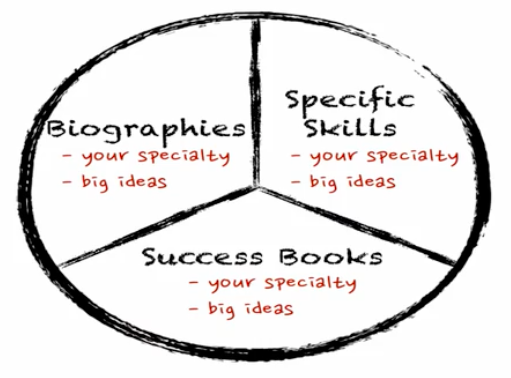 Biographies
- your specialty
- big ideas
Specific
Skills
- your specialty
- big ideas
Success Books
- your specialty
- big ideas